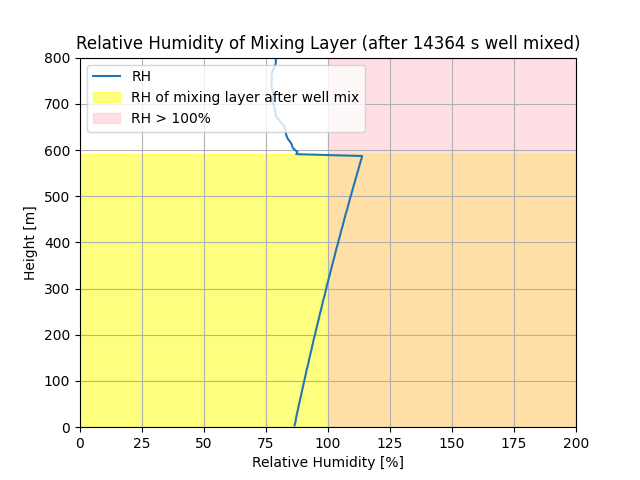 Relative Humidity of Mixing Layer (after 14364 s well mixed)
800
700
600
500
400
300
200
100
0
Height [m]
RH
RH of mixing layer after well mix
RH > 100%
0 25 50 75 100 125 150 175 200
Relative Humidity [%]